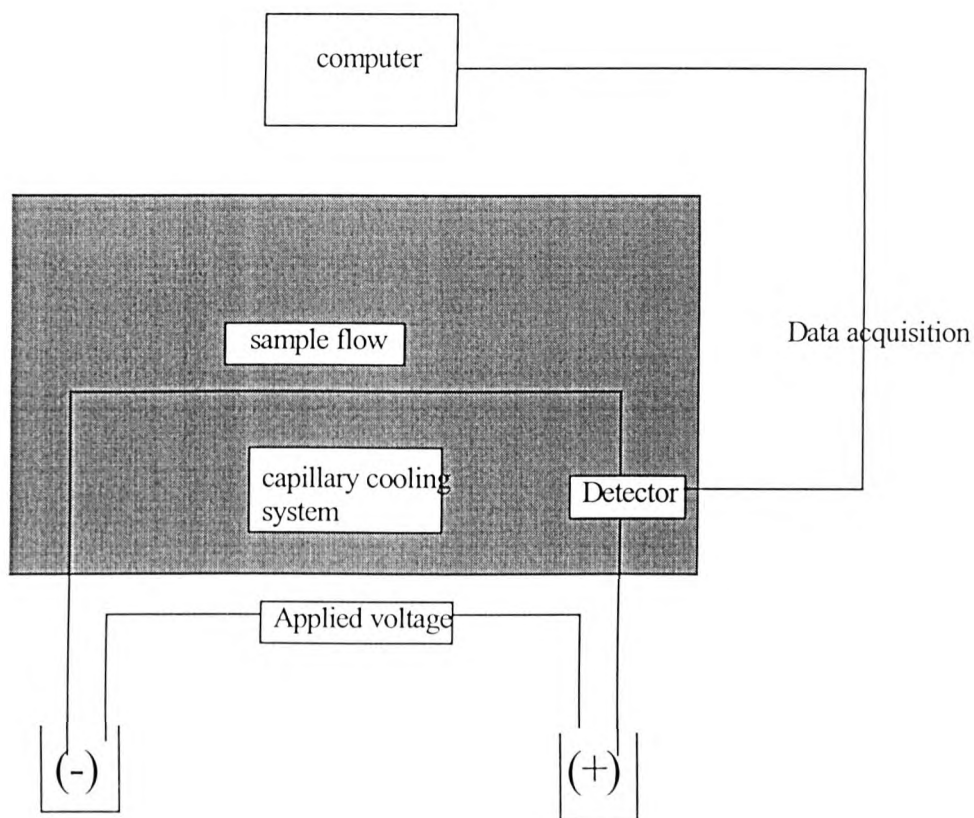 computer
Data acquisition
sample flow
capillary cooling
system
Detector
Applied voltage
(-)
(+)